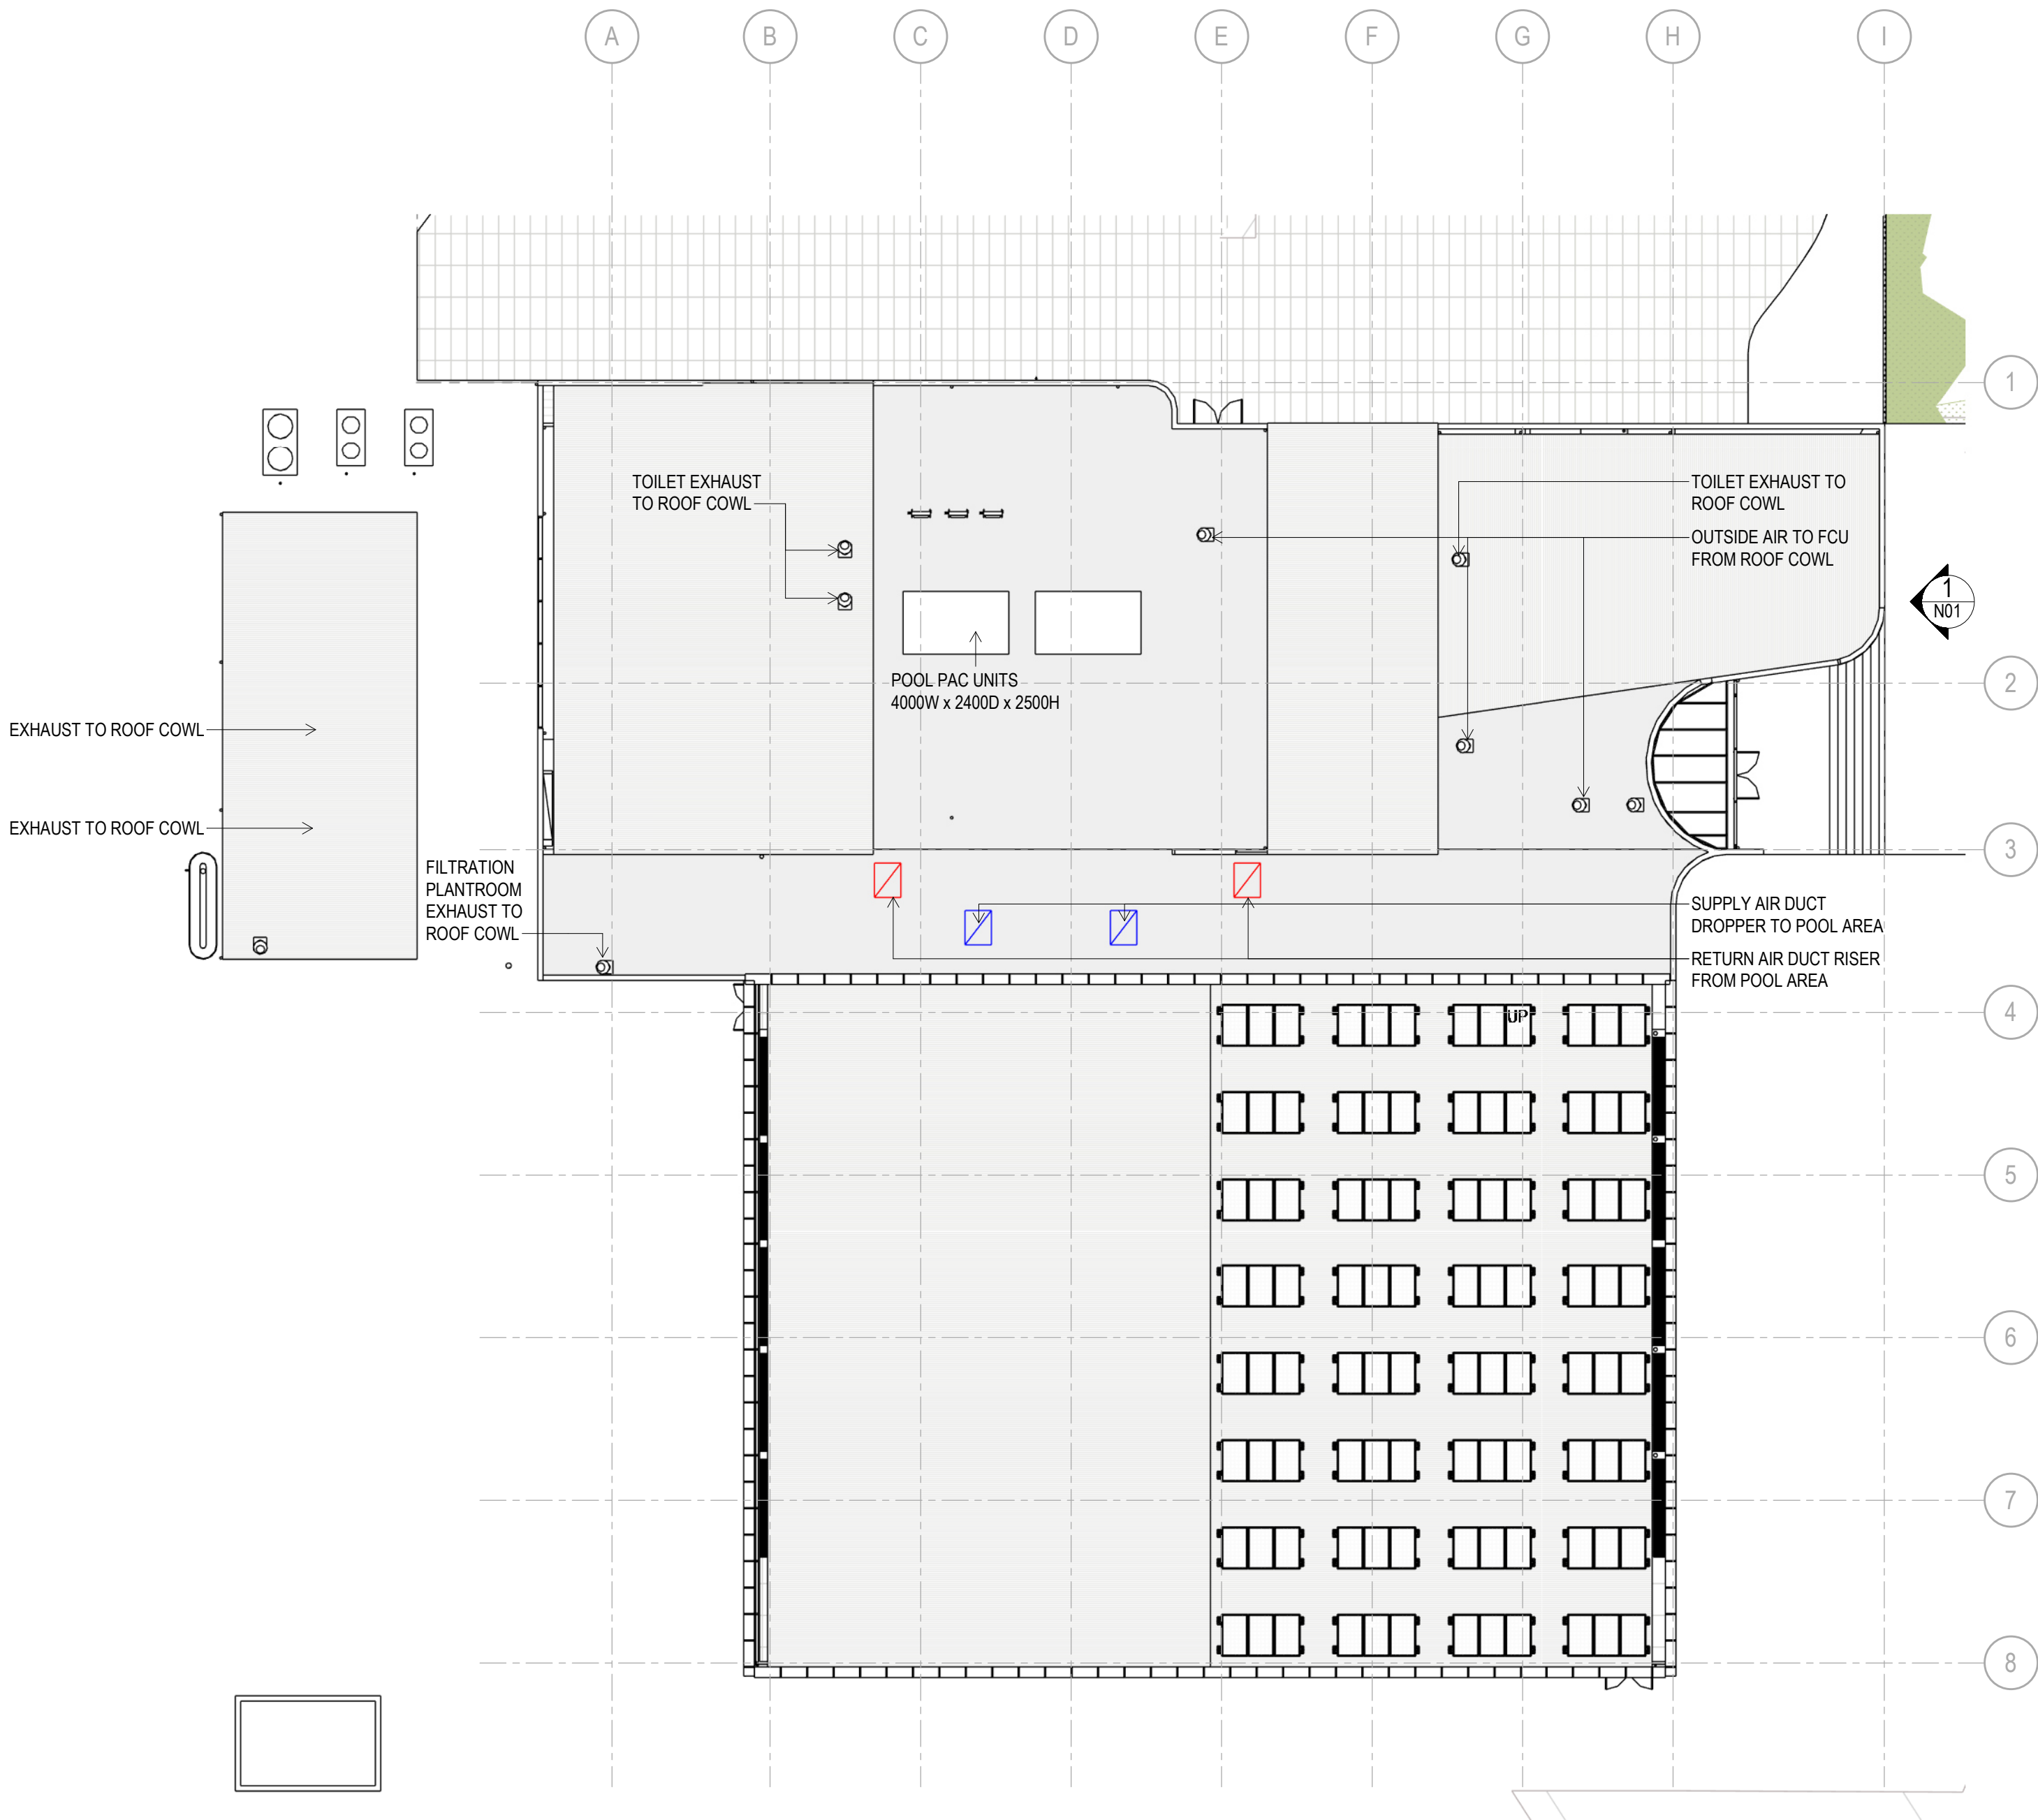 A
B
C
D
E
F
G
H
I
1
TOILET EXHAUST
TO ROOF COWL
TOILET EXHAUST TO
ROOF COWL
OUTSIDE AIR TO FCU
FROM ROOF COWL
1
N01
POOL PAC UNITS
4000W x 2400D x 2500H
2
EXHAUST TO ROOF COWL
EXHAUST TO ROOF COWL
3
FILTRATION
PLANTROOM
EXHAUST TO
ROOF COWL
SUPPLY AIR DUCT
DROPPER TO POOL AREA
RETURN AIR DUCT RISER
FROM POOL AREA
UP
4
5
6
7
8